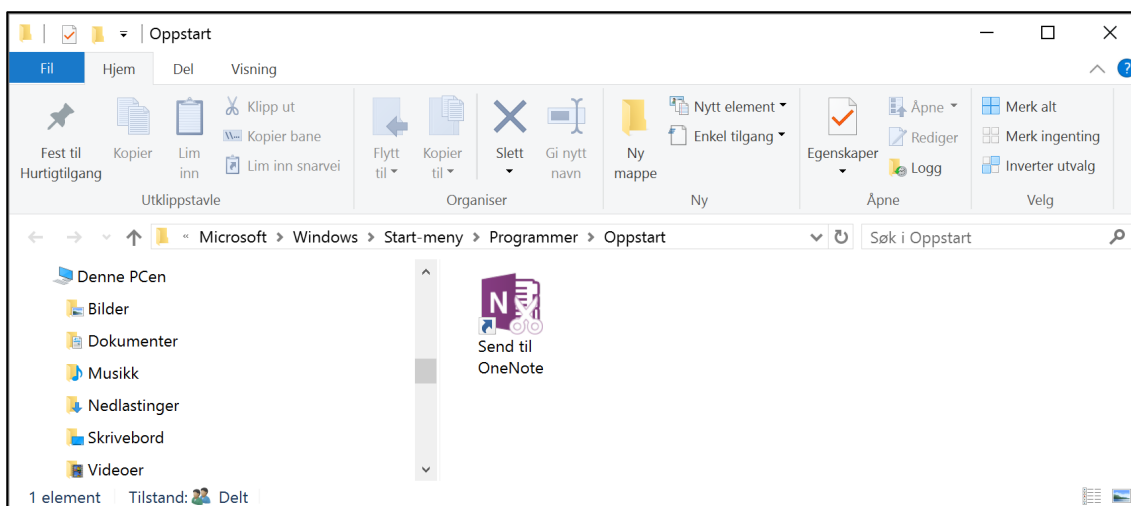 Oppstart
Fil Hjem Del Visning
Fest til Hurtigtilgang
Kopier
Lim inn
Klipp ut
Kopier bane
Lim inn snarvei
Utklippstavle
Flytt til
Kopier til
Slett
Gi nytt navn
Organiser
Ny mappe
Nytt element
Enkel tilgang
Ny
Egenskaper
Åpne
Rediger
Logg
Åpne
Merk alt
Merk ingenting
Inverter utvalg
Velg
« Microsoft > Windows > Start-meny > Programmer > Oppstart
Søk i Oppstart
Denne PCen
Bilder
Dokumenter
Musikk
Nedlastinger
Skrivebord
Videoer
N
Send til
OneNote
1 element Tilstand: Delt